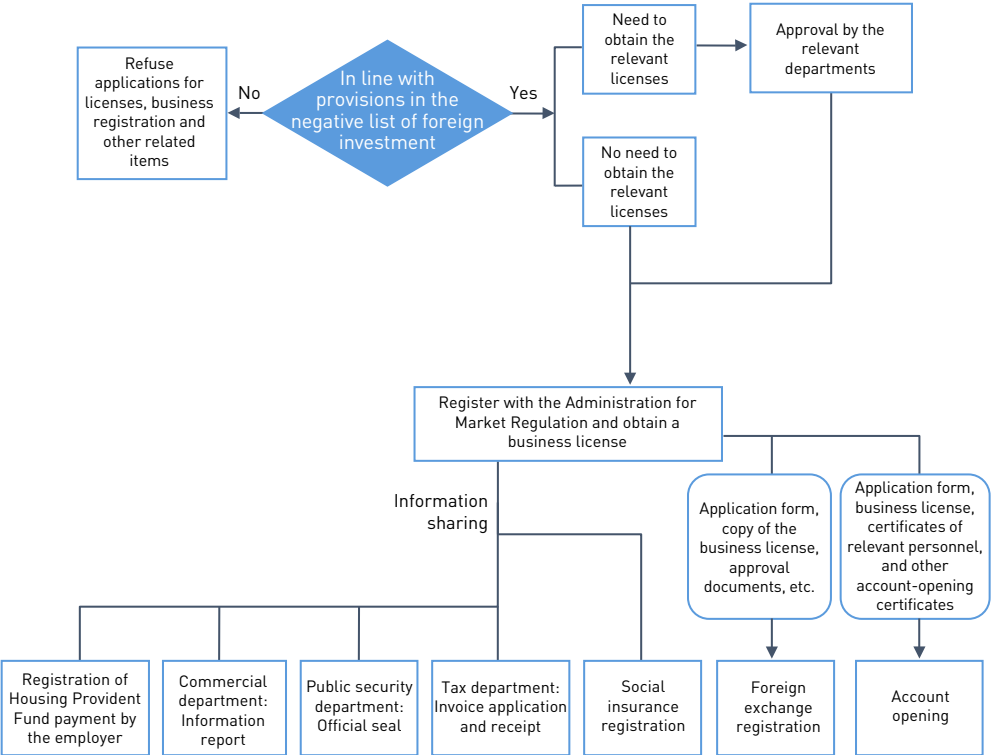 Refuse
applications for
licenses, business
registration and
other related
items
No
In line with
provisions in the
negative list of foreign
investment
Yes
Need to
obtain the
relevant
licenses
Approval by the
relevant
departments
No need to
obtain the
relevant
licenses
Register with the Administration for
Market Regulation and obtain a
business license
Information
sharing
Application form,
copy of the
business license,
approval
documents, etc.
Application form,
business license,
certificates of
relevant personnel,
and other
account-opening
certificates
Registration of
Housing Provident
Fund payment by
the employer
Commercial
department:
Information
report
Public security
department:
Official seal
Tax department:
Invoice application
and receipt
Social
insurance
registration
Foreign
exchange
registration
Account
opening